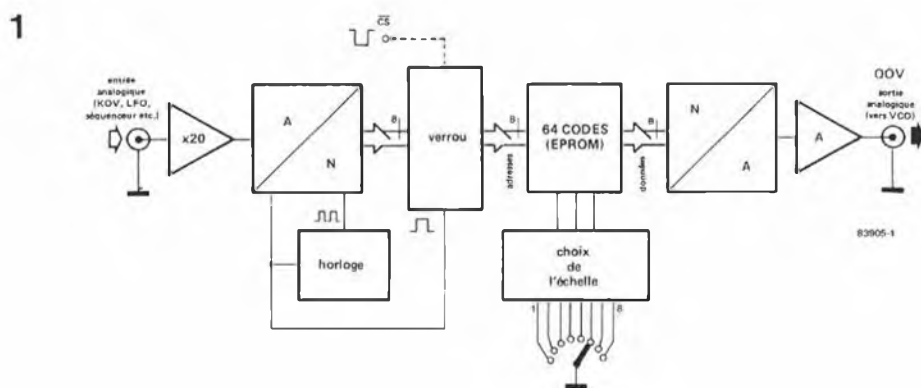 1
CS
entrée
analogique
(KOV, LFO,
séquenceur etc.)
x20
A
N
8
verrou
8
adresses
64 CODES
(EPROM)
8
données
N
A
A
OOV
sortie
analogique
(vers VCO)
83905-1
horloge
choix
de
l'échelle
1
8